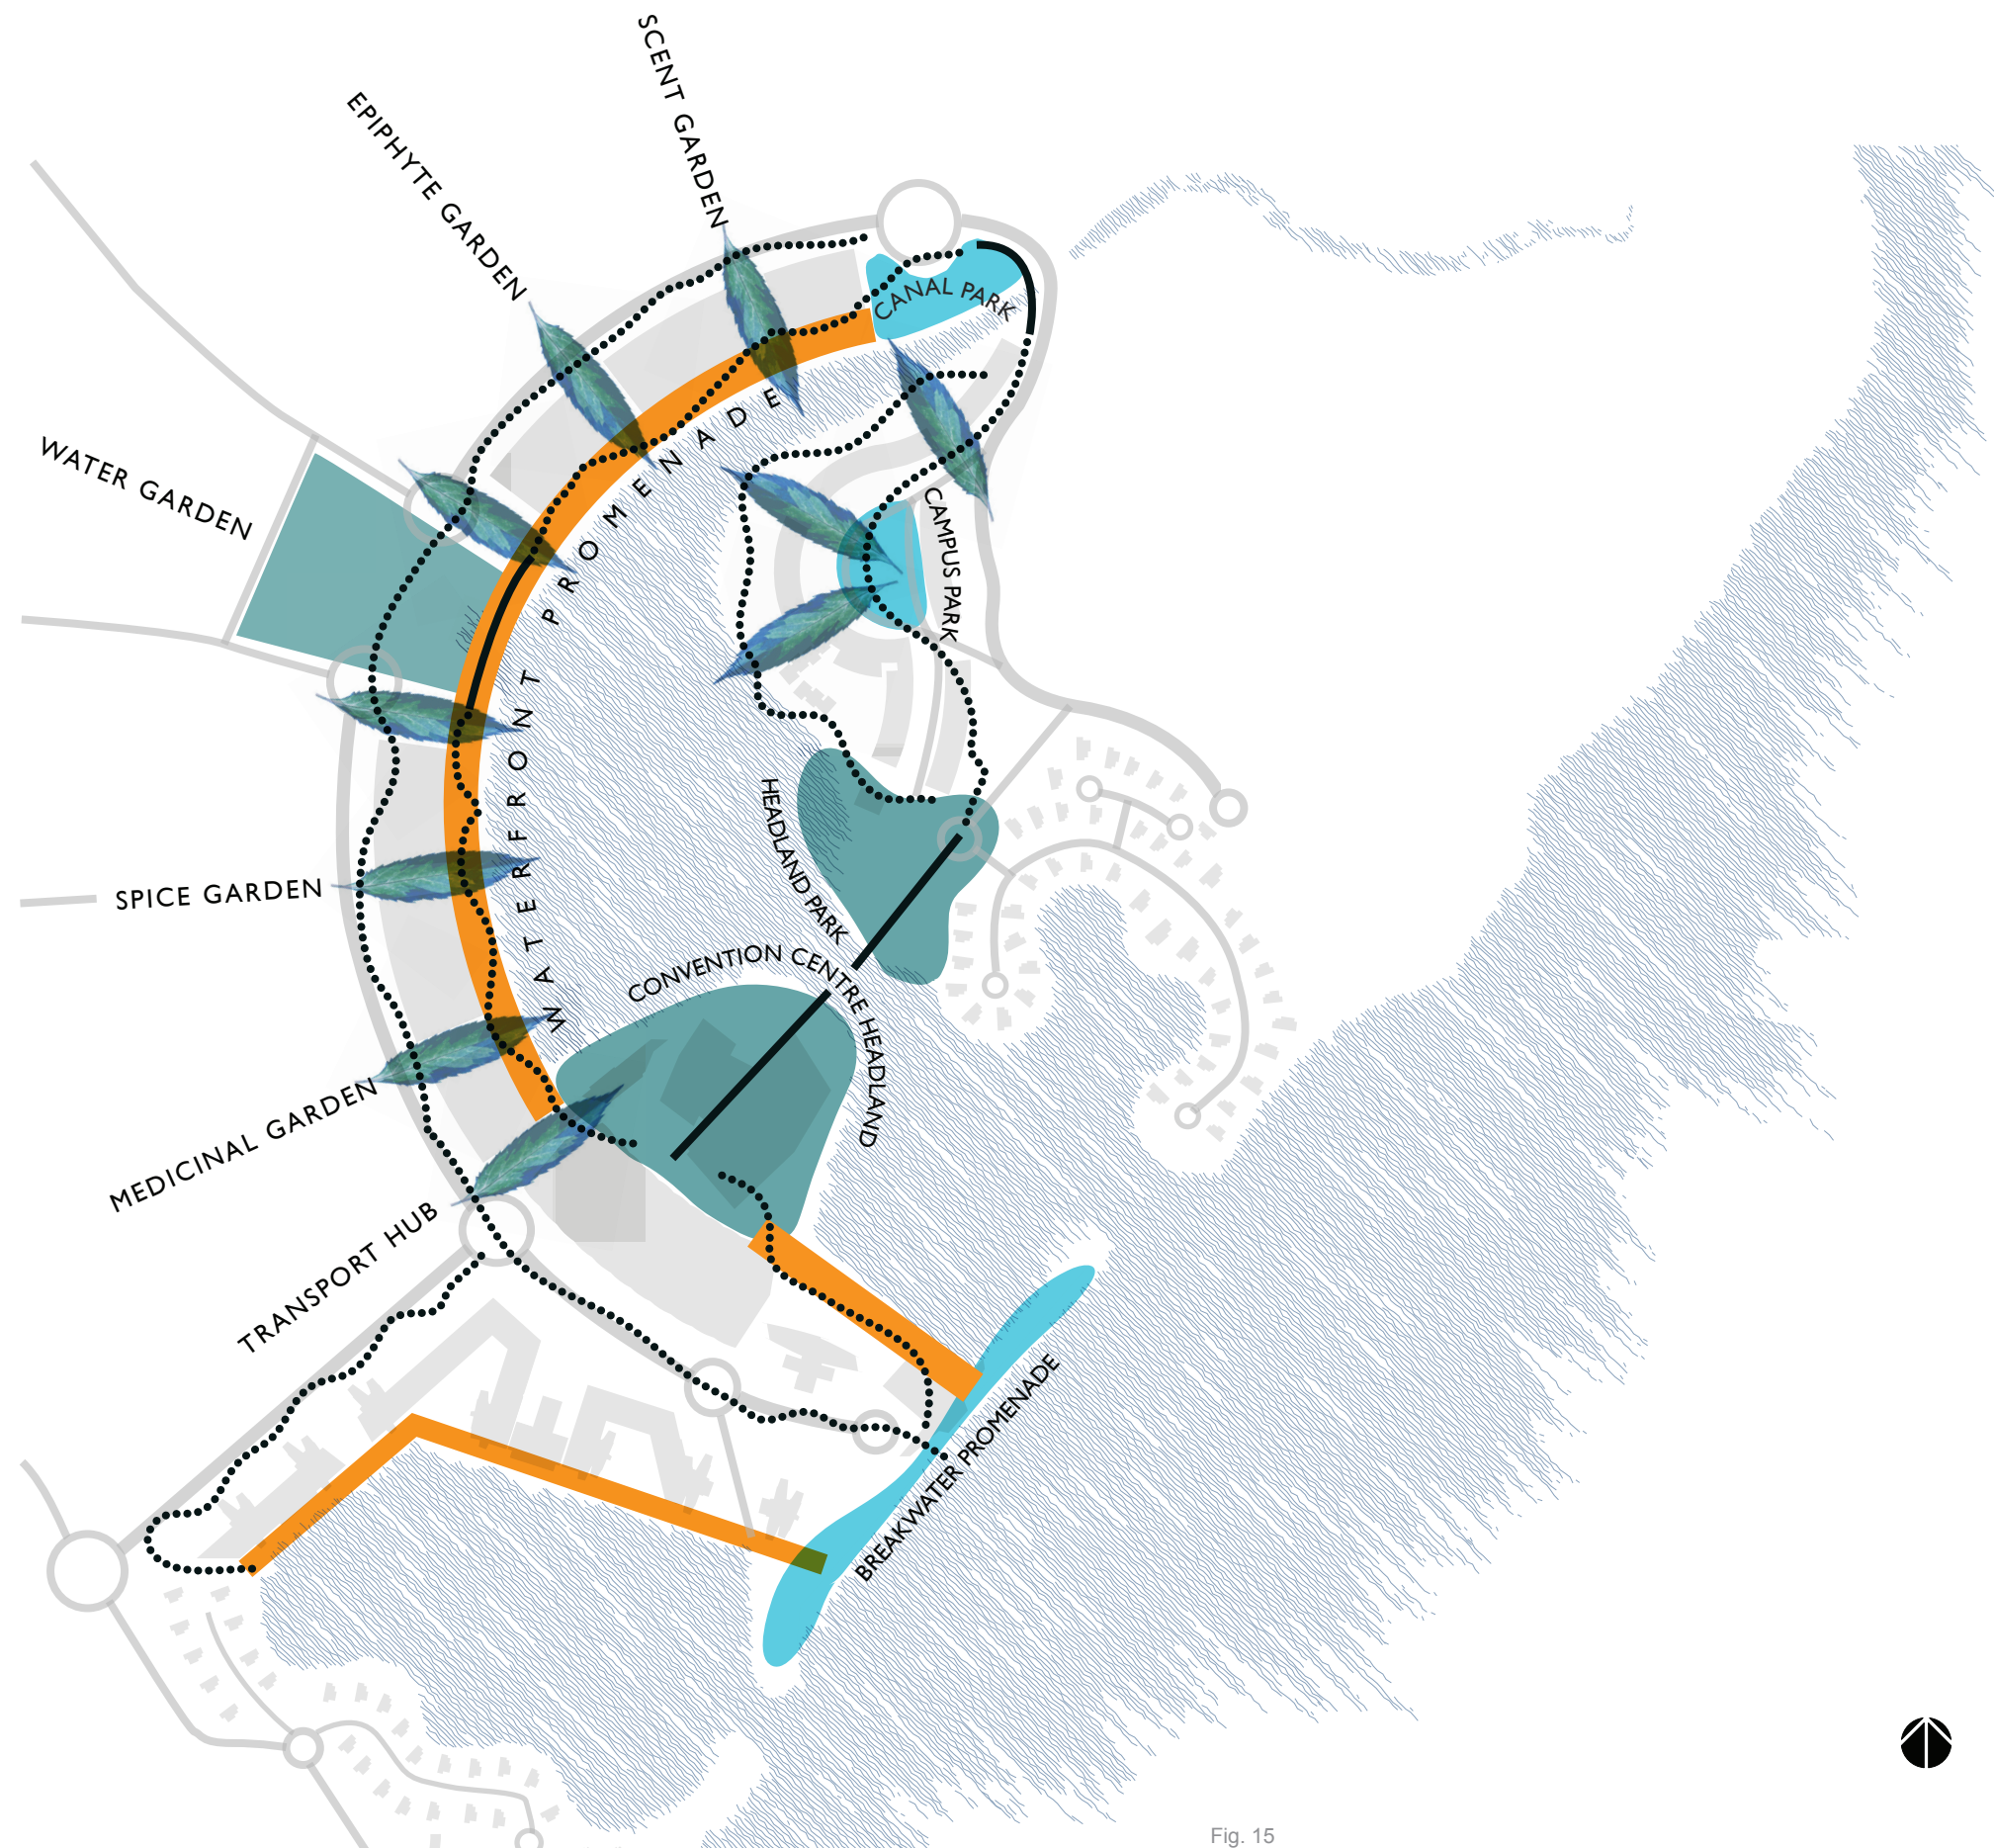 SCENT GARDEN
EPIPHYTE GARDEN
CANAL PARK
WATER GARDEN
WATERFRONT PROMENADE
CAMPUS PARK
HEADLAND PARK
SPICE GARDEN
CONVENTION CENTRE HEADLAND
MEDICINAL GARDEN
TRANSPORT HUB
BREAKWATER PROMENADE
Fig. 15